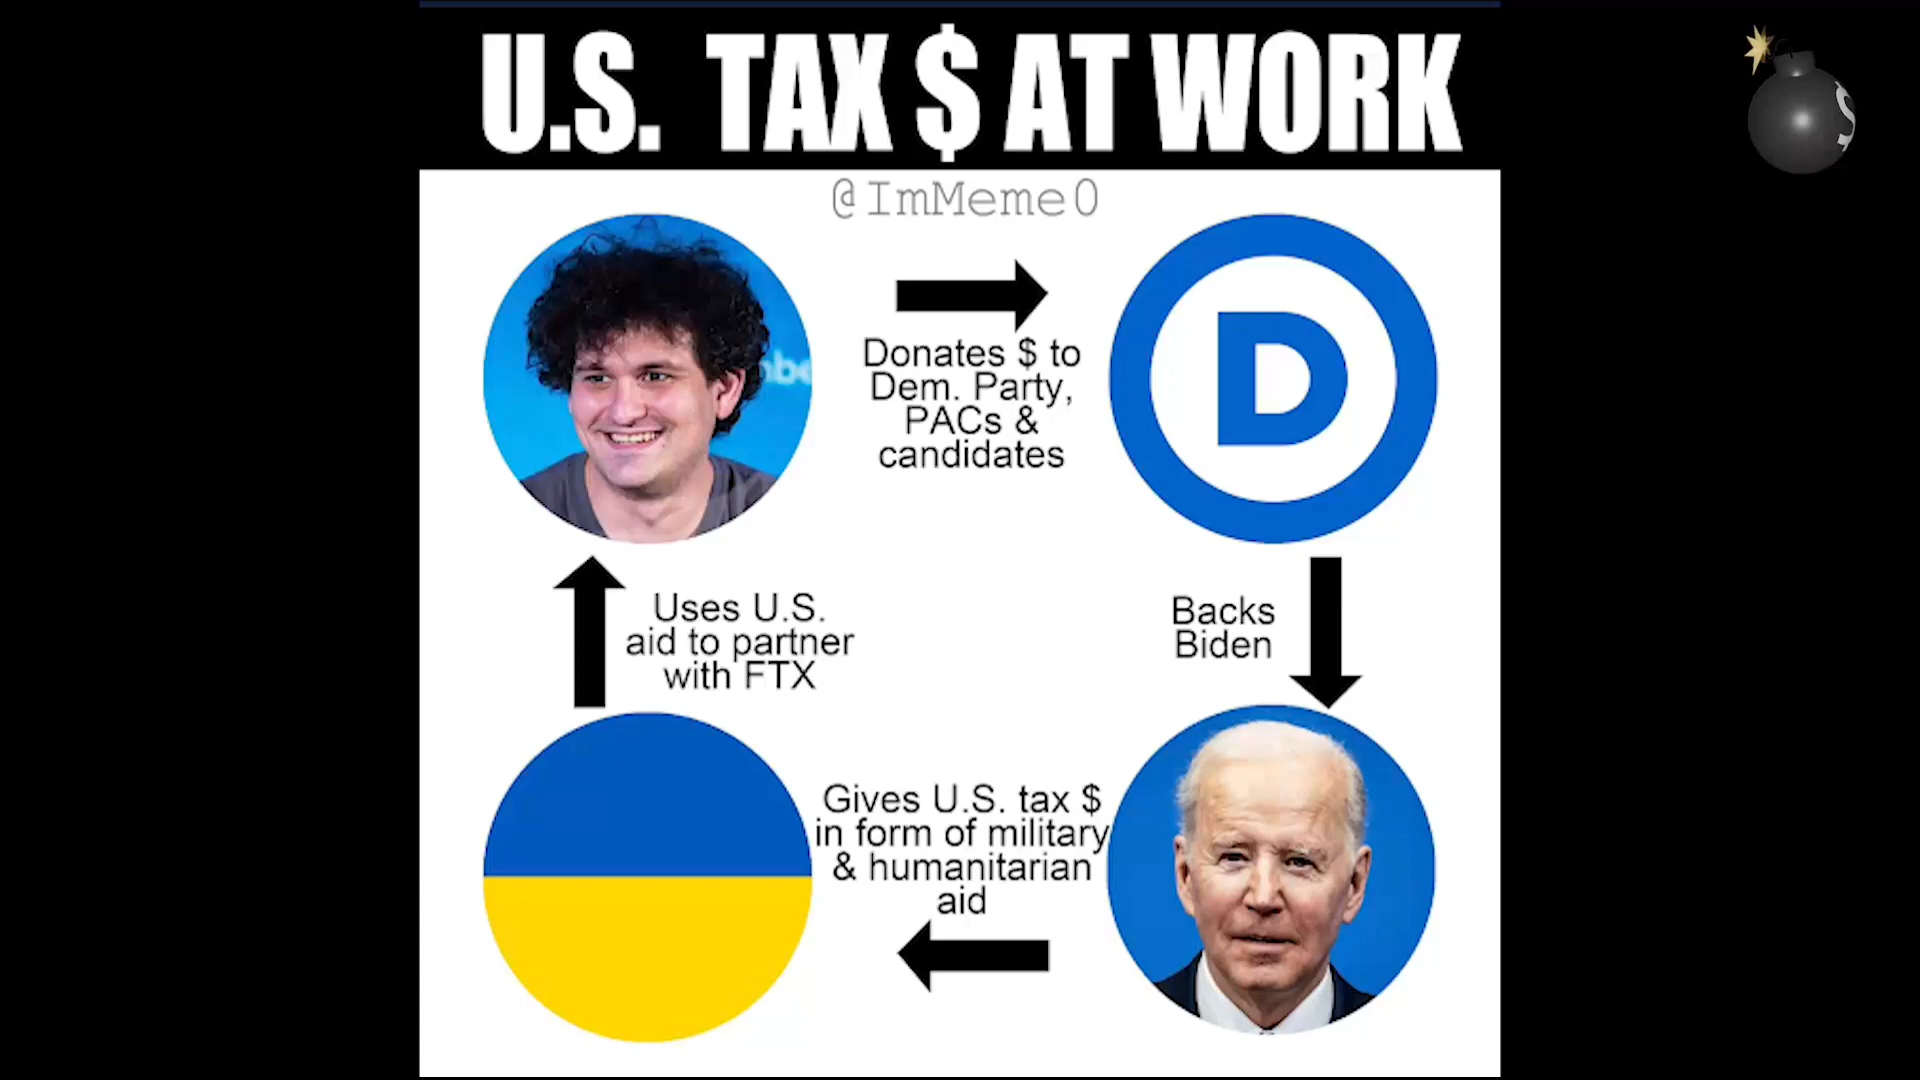 U.S. TAX $ AT WORK
@ImMeme0
Donates $ to
Dem. Party,
PACs &
candidates
Uses U.S.
aid to partner
with FTX
Backs
Biden
Gives U.S. tax $
in form of military
& humanitarian
aid
D
$